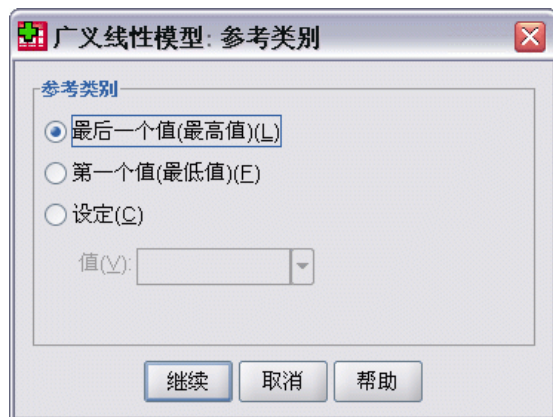 广义线性模型: 参考类别
参考类别
最后一个值(最高值)(L)
第一个值(最低值)(F)
设定(C)
值(V):
继续 取消 帮助